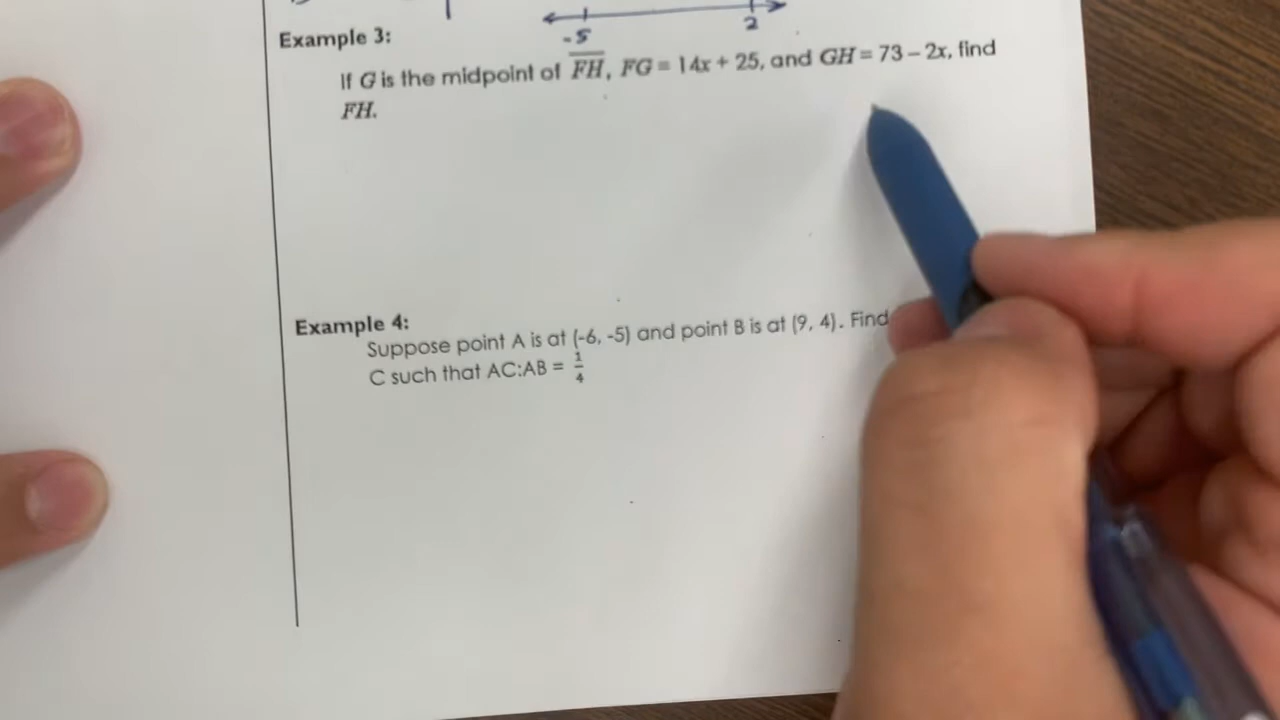 -5 2
Example 3:
If G is the midpoint of FH, FG = 14x + 25, and GH = 73 – 2x, find
FH.
Example 4:
Suppose point A is at (-6, -5) and point B is at (9, 4). Find
C such that AC:AB = 1/4